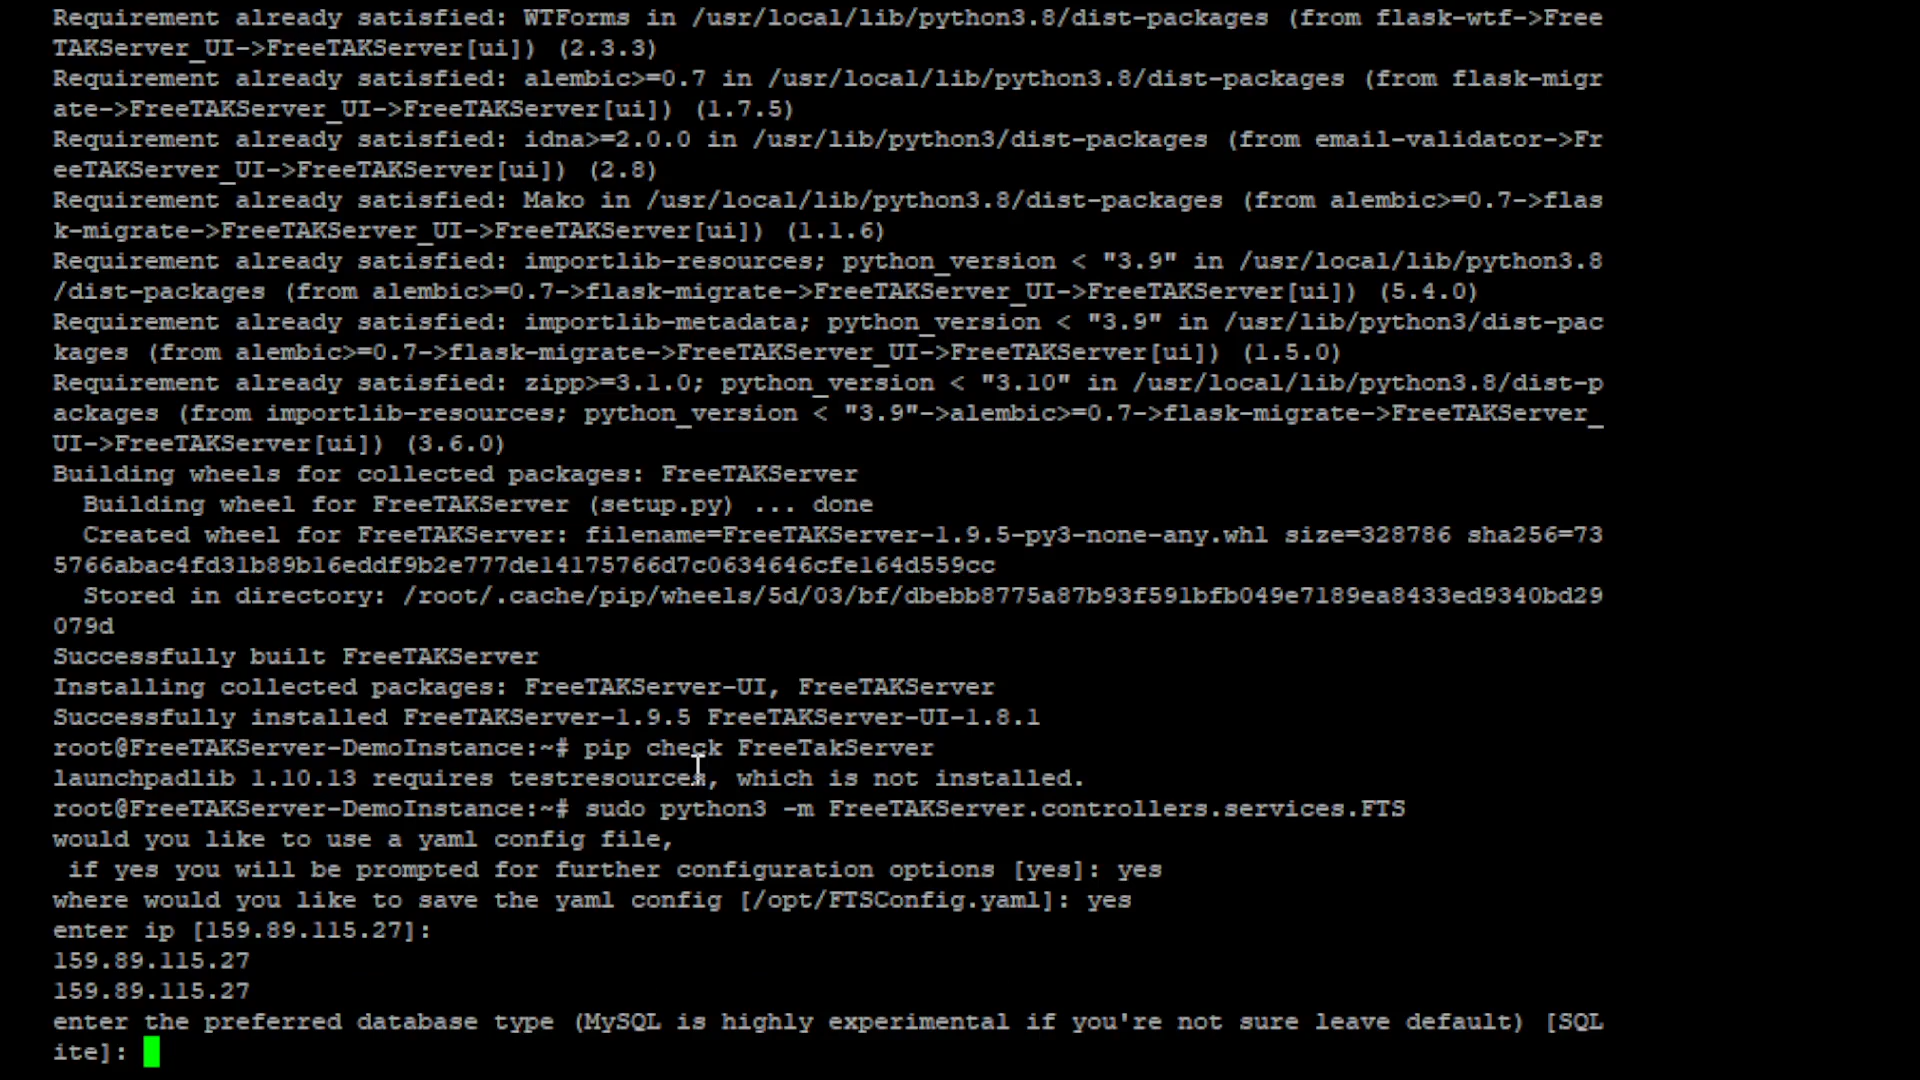 Requirement already satisfied: WTForms in /usr/local/lib/python3.8/dist-packages (from flask-wtf->Free
TAKServer_UI->FreeTAKServer[ui]) (2.3.3)
Requirement already satisfied: alembic>=0.7 in /usr/local/lib/python3.8/dist-packages (from flask-migr
ate->FreeTAKServer_UI->FreeTAKServer[ui]) (1.7.5)
Requirement already satisfied: idna>=2.0.0 in /usr/lib/python3/dist-packages (from email-validator->Fr
eeTAKServer_UI->FreeTAKServer[ui]) (2.8)
Requirement already satisfied: Mako in /usr/local/lib/python3.8/dist-packages (from alembic>=0.7->flas
k-migrate->FreeTAKServer_UI->FreeTAKServer[ui]) (1.1.6)
Requirement already satisfied: importlib-resources; python_version < "3.9" in /usr/local/lib/python3.8
/dist-packages (from alembic>=0.7->flask-migrate->FreeTAKServer_UI->FreeTAKServer[ui]) (5.4.0)
Requirement already satisfied: importlib-metadata; python_version < "3.9" in /usr/lib/python3/dist-pac
kages (from alembic>=0.7->flask-migrate->FreeTAKServer_UI->FreeTAKServer[ui]) (1.5.0)
Requirement already satisfied: zipp>=3.1.0; python_version < "3.10" in /usr/local/lib/python3.8/dist-p
ackages (from importlib-resources; python_version < "3.9"->alembic>=0.7->flask-migrate->FreeTAKServer_
UI->FreeTAKServer[ui]) (3.6.0)
Building wheels for collected packages: FreeTAKServer
  Building wheel for FreeTAKServer (setup.py) ... done
  Created wheel for FreeTAKServer: filename=FreeTAKServer-1.9.5-py3-none-any.whl size=328786 sha256=73
5766abac4fd31b89b16eddf9b2e777de14175766d7c0634646cfe164d559cc
  Stored in directory: /root/.cache/pip/wheels/5d/03/bf/dbebb8775a87b93f591bfb049e7189ea8433ed9340bd29
079d
Successfully built FreeTAKServer
Installing collected packages: FreeTAKServer-UI, FreeTAKServer
Successfully installed FreeTAKServer-1.9.5 FreeTAKServer-UI-1.8.1
root@FreeTAKServer-DemoInstance:~# pip check FreeTakServer
launchpadlib 1.10.13 requires testresources, which is not installed.
root@FreeTAKServer-DemoInstance:~# sudo python3 -m FreeTAKServer.controllers.services.FTS
would you like to use a yaml config file,
 if yes you will be prompted for further configuration options [yes]: yes
where would you like to save the yaml config [/opt/FTSConfig.yaml]: yes
enter ip [159.89.115.27]:
159.89.115.27
159.89.115.27
enter the preferred database type (MySQL is highly experimental if you're not sure leave default) [SQL
ite]: